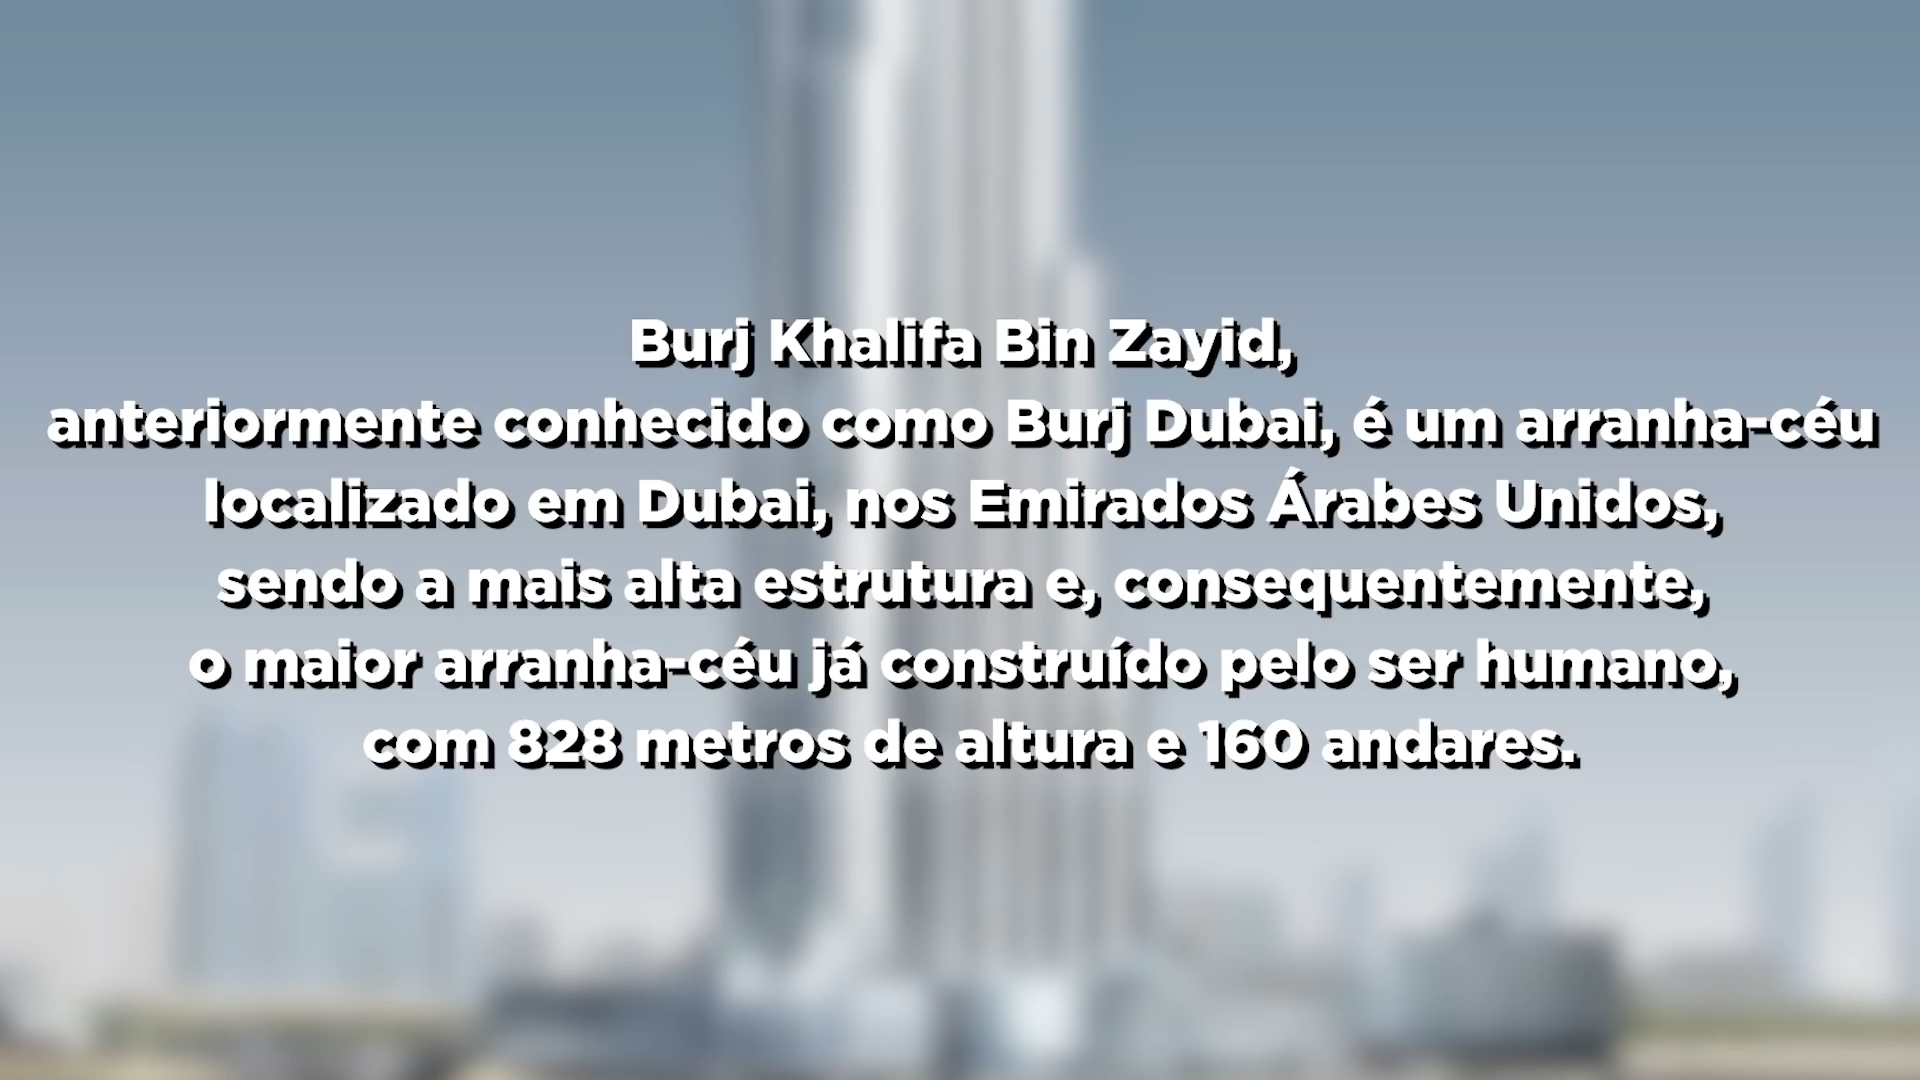 Burj Khalifa Bin Zayid,
anteriormente conhecido como Burj Dubai, é um arranha-céu
localizado em Dubai, nos Emirados Árabes Unidos,
sendo a mais alta estrutura e, consequentemente,
o maior arranha-céu já construído pelo ser humano,
com 828 metros de altura e 160 andares.